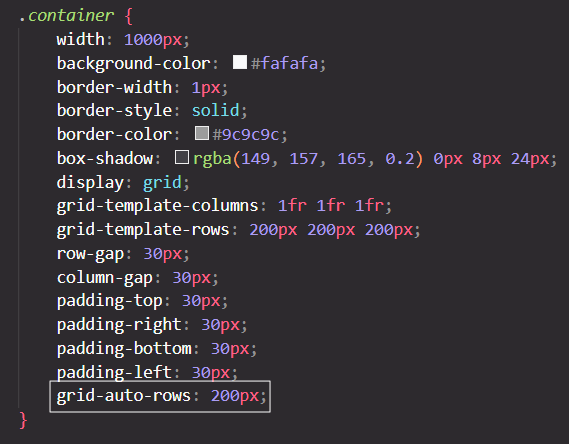 .container {
width: 1000px;
background-color: #fafafa;
border-width: 1px;
border-style: solid;
border-color: #9c9c9c;
box-shadow: rgba(149, 157, 165, 0.2) 0px 8px 24px;
display: grid;
grid-template-columns: 1fr 1fr 1fr;
grid-template-rows: 200px 200px 200px;
row-gap: 30px;
column-gap: 30px;
padding-top: 30px;
padding-right: 30px;
padding-bottom: 30px;
padding-left: 30px;
grid-auto-rows: 200px;
}